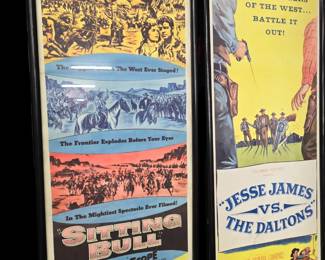 The
The West Ever Staged!
The Frontier Explodes Before Your Eyes
In The Mightiest Spectacle Ever Filmed!
SITTING
BULL
SCOPE
OF THE WEST...
BATTLE IT
OUT!
"JESSE JAMES
VS.
THE DALTONS"